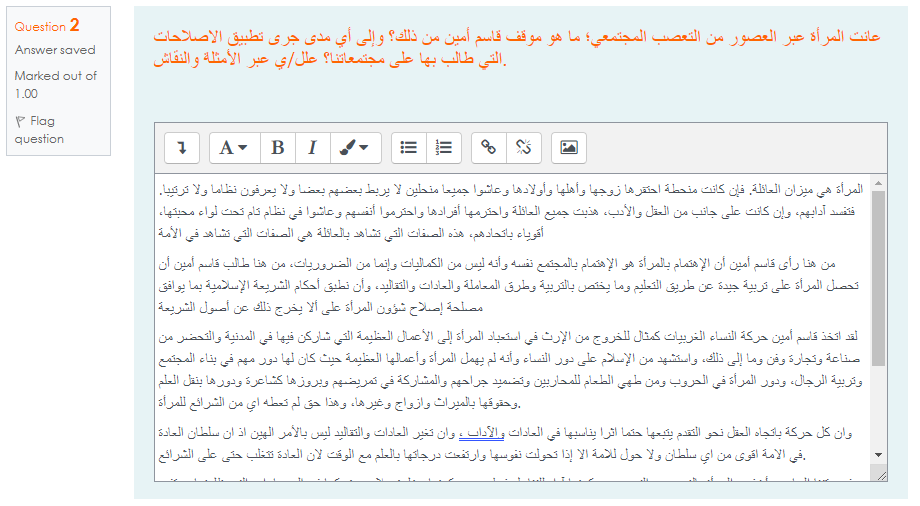 Question 2
Answer saved
Marked out of
1.00
Flag
question
عانت المرأة عبر العصور من التعصب المجتمعي؛ ما هو موقف قاسم أمين من ذلك؟ وإلى أي مدى جرى تطبيق الاصلاحات
التي طالب بها على مجتمعاتنا؟ علل/ي عبر الأمثلة والنقاش.
المرأة هي ميزان العائلة. فإن كانت منحطة احتقرها زوجها وأهلها وأولادها وعاشوا جميعا منحلين لا يربط بعضهم بعضا ولا يعرفون نظاما ولا ترتيبا.
فتفسد آدابهم، وإن كانت على جانب من العقل والأدب، هذبت جميع العائلة واحترمها أفرادها واحترموا أنفسهم وعاشوا في نظام تام تحت لواء محبتها،
أقوياء باتحادهم، هذه الصفات التي تشاهد بالعائلة هي الصفات التي تشاهد في الأمة
من هنا رأى قاسم أمين أن الإهتمام بالمرأة هو الإهتمام بالمجتمع نفسه وأنه ليس من الكماليات وإنما من الضروريات، من هنا طالب قاسم أمين أن
تحصل المرأة على تربية جيدة عن طريق التعليم وما يختص بالتربية وطرق المعاملة والعادات والتقاليد، وأن نطبق أحكام الشريعة الإسلامية بما يوافق
مصلحة إصلاح شؤون المرأة على ألا يخرج ذلك عن أصول الشريعة
لقد اتخذ قاسم أمين حركة النساء الغربيات كمثال للخروج من الإرث في استعباد المرأة إلى الأعمال العظيمة التي شاركن فيها في المدنية والتحضر من
صناعة وتجارة وفن وما إلى ذلك، واستشهد من الإسلام على دور النساء وأنه لم يهمل المرأة وأعمالها العظيمة حيث كان لها دور مهم في بناء المجتمع
وتربية الرجال، ودور المرأة في الحروب ومن طهي الطعام للمحاربين وتضميد جراحهم والمشاركة في تمريضهم وبروزها كشاعرة ودورها بنقل العلم
وحقوقها بالميراث وازواج وغيرها، وهذا حق لم تعطه اي من الشرائع للمرأة.
وان كل حركة باتجاه العقل نحو التقدم يتبعها حتما اثرا يناسبها في العادات والآداب ، وان تغير العادات والتقاليد ليس بالأمر الهين اذ ان سلطان العادة
في الامة اقوى من اي سلطان ولا حول للامة الا إذا تحولت نفوسها وارتفعت درجاتها بالعلم مع الوقت لان العادة تتغلب حتى على الشرائع.